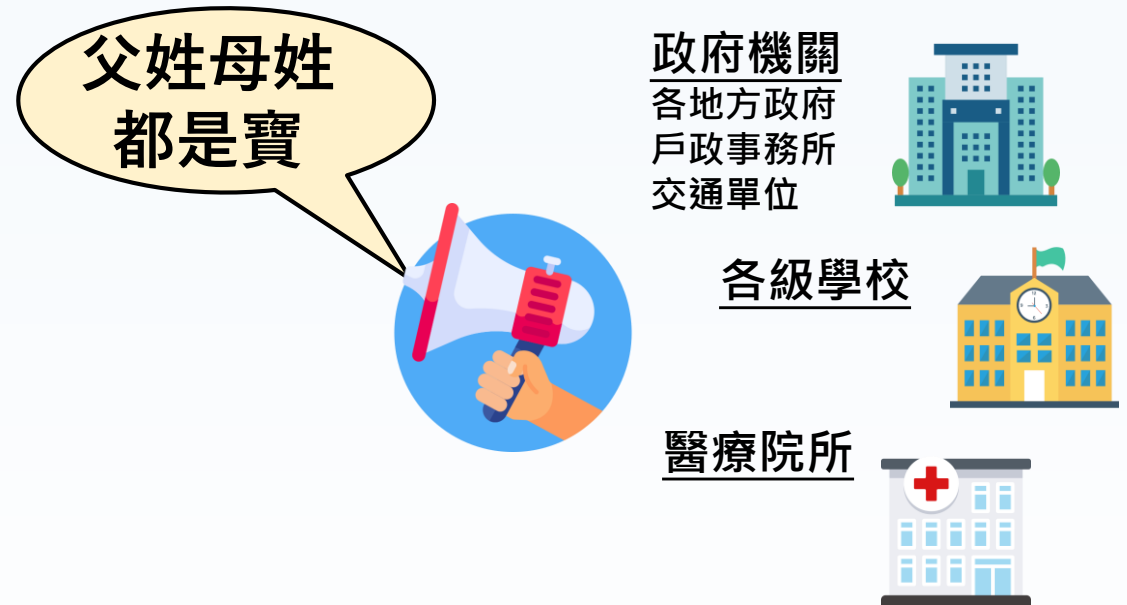 父姓母姓
都是寶
政府機關
各地方政府
戶政事務所
交通單位
各級學校
醫療院所